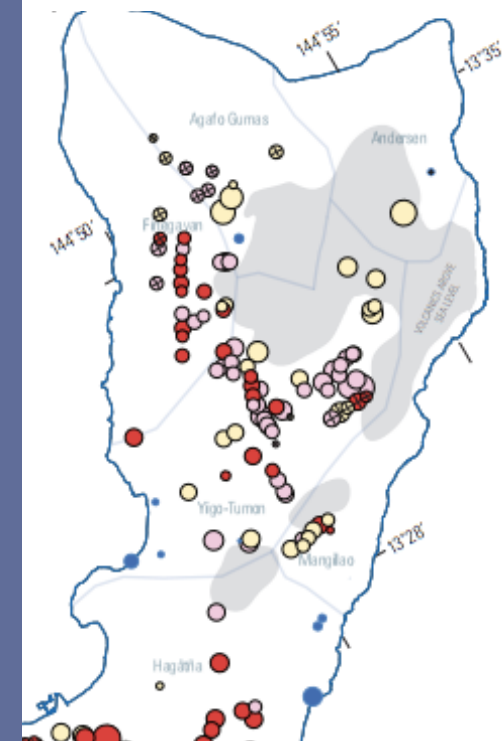 144°55′
13°35′
Agafo Gumas
Andersen
144°50′
Finegayan
VOLCANICS ABOVE
SEA LEVEL
Yigo-Tumon
13°28′
Mangilao
Hagåtña